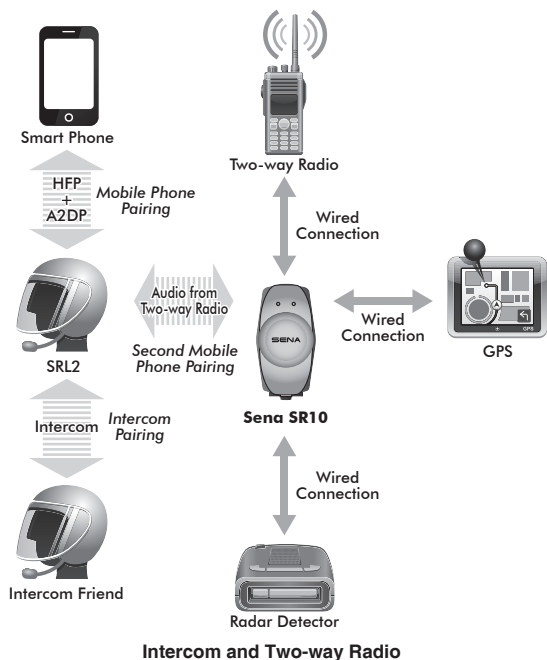 Smart Phone
Two-way Radio
HFP
+
A2DP
Mobile Phone
Pairing
Wired
Connection
Audio from
Two-way Radio
SENA
Wired
Connection
GPS
GPS
SRL2
Second Mobile
Phone Pairing
Sena SR10
Intercom
Intercom
Pairing
Wired
Connection
Intercom Friend
Radar Detector
Intercom and Two-way Radio